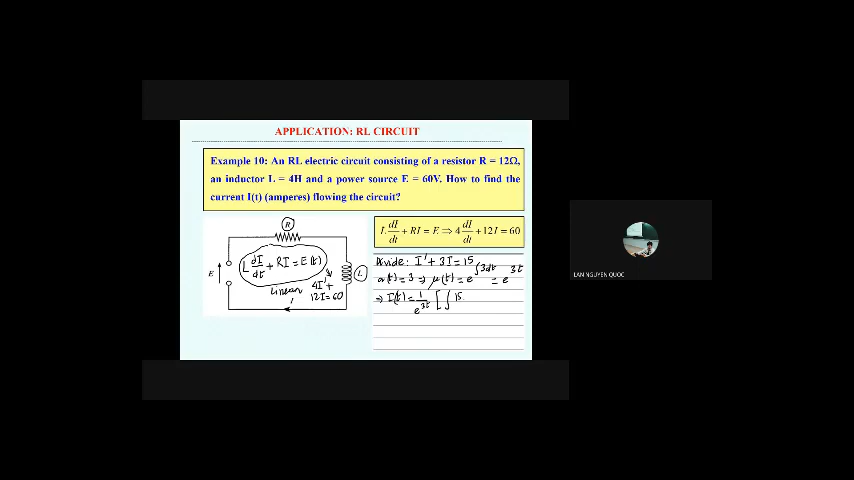 APPLICATION: RL CIRCUIT
Example 10: An RL electric circuit consisting of a resistor R = 12Ω,
an inductor L = 4H and a power source E = 60V. How to find the
current I(t) (amperes) flowing the circuit?
R
L dI/dt + RI = E(t)
Linear
4I' +
12I = 60
E
L
L dI/dt + RI = E ⇒ 4 dI/dt + 12I = 60
Divide: I' + 3I = 15
a(t) = 3 ⇒ μ(t) = e^∫3dt = e^3t
⇒ I(t) = 1/e^3t [ ∫ 15
LAN NGUYEN QUOC